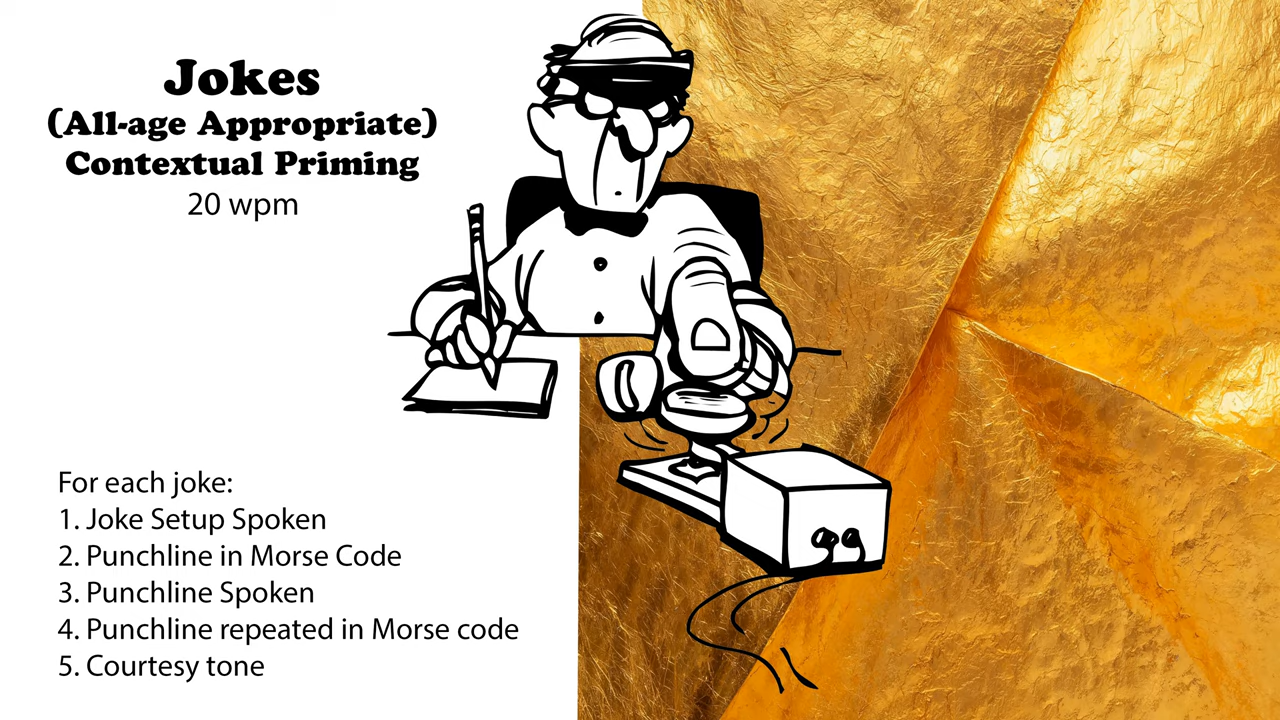 Jokes
(All-age Appropriate)
Contextual Priming
20 wpm
For each joke:
1. Joke Setup Spoken
2. Punchline in Morse Code
3. Punchline Spoken
4. Punchline repeated in Morse code
5. Courtesy tone